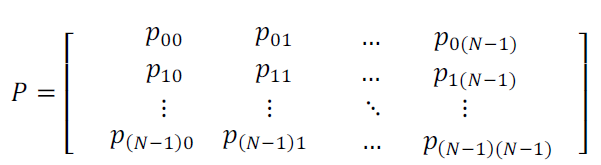 P = [ p₀₀ p₀₁ … p₀₍N₋₁₎
p₁₀ p₁₁ … p₁₍N₋₁₎
⋮ ⋮ ⋱ ⋮
p₍N₋₁₎₀ p₍N₋₁₎₁ … p₍N₋₁₎₍N₋₁₎ ]